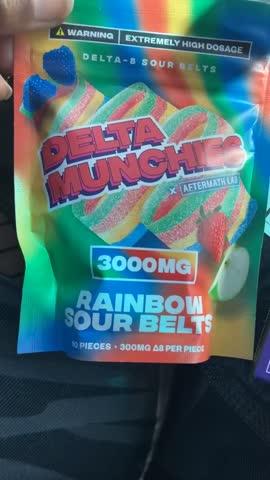 WARNING EXTREMELY HIGH DOSAGE
DELTA-8 SOUR BELTS
DELTA
MUNCHIES
X AFTERMATH LAB
3000MG
RAINBOW
SOUR BELTS
10 PIECES • 300MG Δ8 PER PIECE